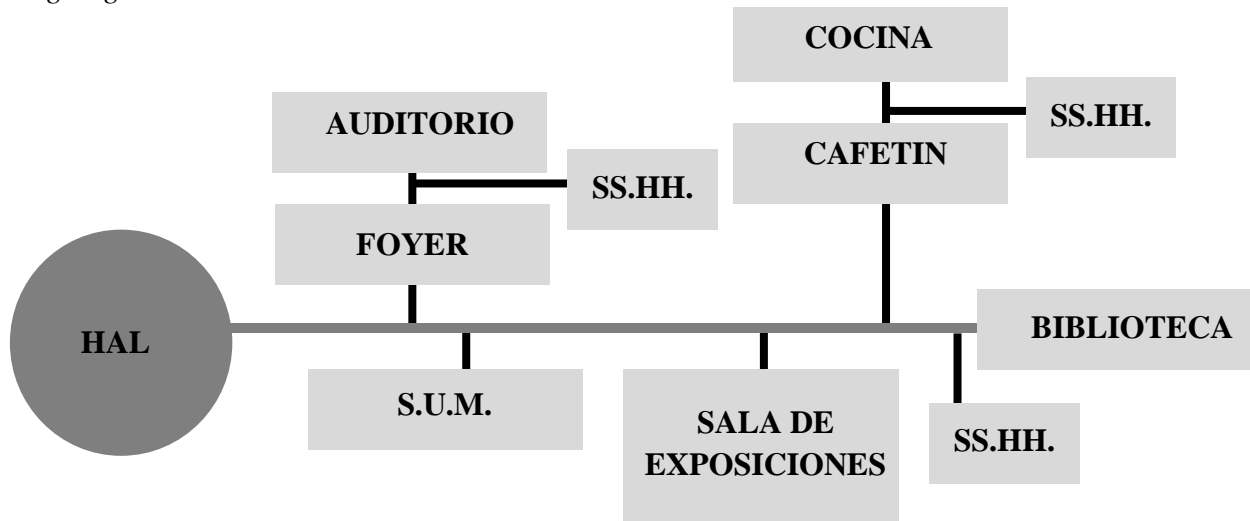 COCINA
SS.HH.
AUDITORIO
CAFETIN
SS.HH.
FOYER
HAL
BIBLIOTECA
S.U.M.
SALA DE
EXPOSICIONES
SS.HH.